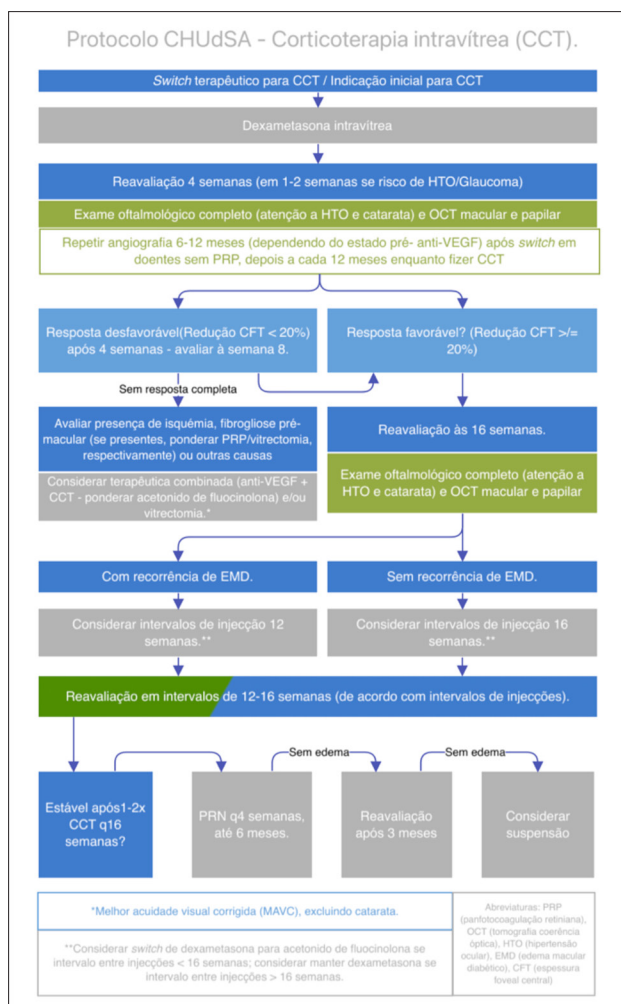 Protocolo CHUdSA - Corticoterapia intravítrea (CCT).
Switch terapêutico para CCT / Indicação inicial para CCT
Dexametasona intravítrea
Reavaliação 4 semanas (em 1-2 semanas se risco de HTO/Glaucoma)
Exame oftalmológico completo (atenção a HTO e catarata) e OCT macular e papilar
Repetir angiografia 6-12 meses (dependendo do estado pré- anti-VEGF) após switch em
doentes sem PRP, depois a cada 12 meses enquanto fizer CCT
Resposta desfavorável(Redução CFT < 20%)
após 4 semanas - avaliar à semana 8.
Resposta favorável? (Redução CFT >/=
20%)
Sem resposta completa
Avaliar presença de isquémia, fibrogliose pré-
macular (se presentes, ponderar PRP/vitrectomia,
respectivamente) ou outras causas
Considerar terapêutica combinada (anti-VEGF +
CCT - ponderar acetonido de fluocinolona) e/ou
vitrectomia.*
Reavaliação às 16 semanas.
Exame oftalmológico completo (atenção a
HTO e catarata) e OCT macular e papilar
Com recorrência de EMD.
Sem recorrência de EMD.
Considerar intervalos de injecção 12
semanas.**
Considerar intervalos de injecção 16
semanas.**
Reavaliação em intervalos de 12-16 semanas (de acordo com intervalos de injecções).
Sem edema
Sem edema
Estável após1-2x
CCT q16
semanas?
PRN q4 semanas,
até 6 meses.
Reavaliação
após 3 meses
Considerar
suspensão
*Melhor acuidade visual corrigida (MAVC), excluindo catarata.
**Considerar switch de dexametasona para acetonido de fluocinolona se
intervalo entre injecções < 16 semanas; considerar manter dexametasona se
intervalo entre injecções > 16 semanas.
Abreviaturas: PRP
(panfotocoagulação retiniana),
OCT (tomografia coerência
óptica), HTO (hipertensão
ocular), EMD (edema macular
diabético), CFT (espessura
foveal central)